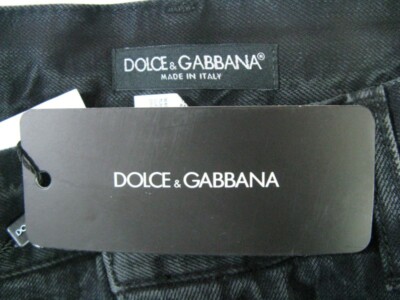 DOLCE & GABBANA®
MADE IN ITALY
DOLCE & GABBANA